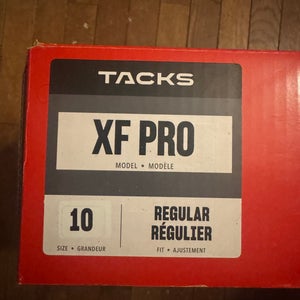 TACKS
XF PRO
MODEL • MODÈLE
10
SIZE • GRANDEUR
REGULAR
RÉGULIER
FIT • AJUSTEMENT